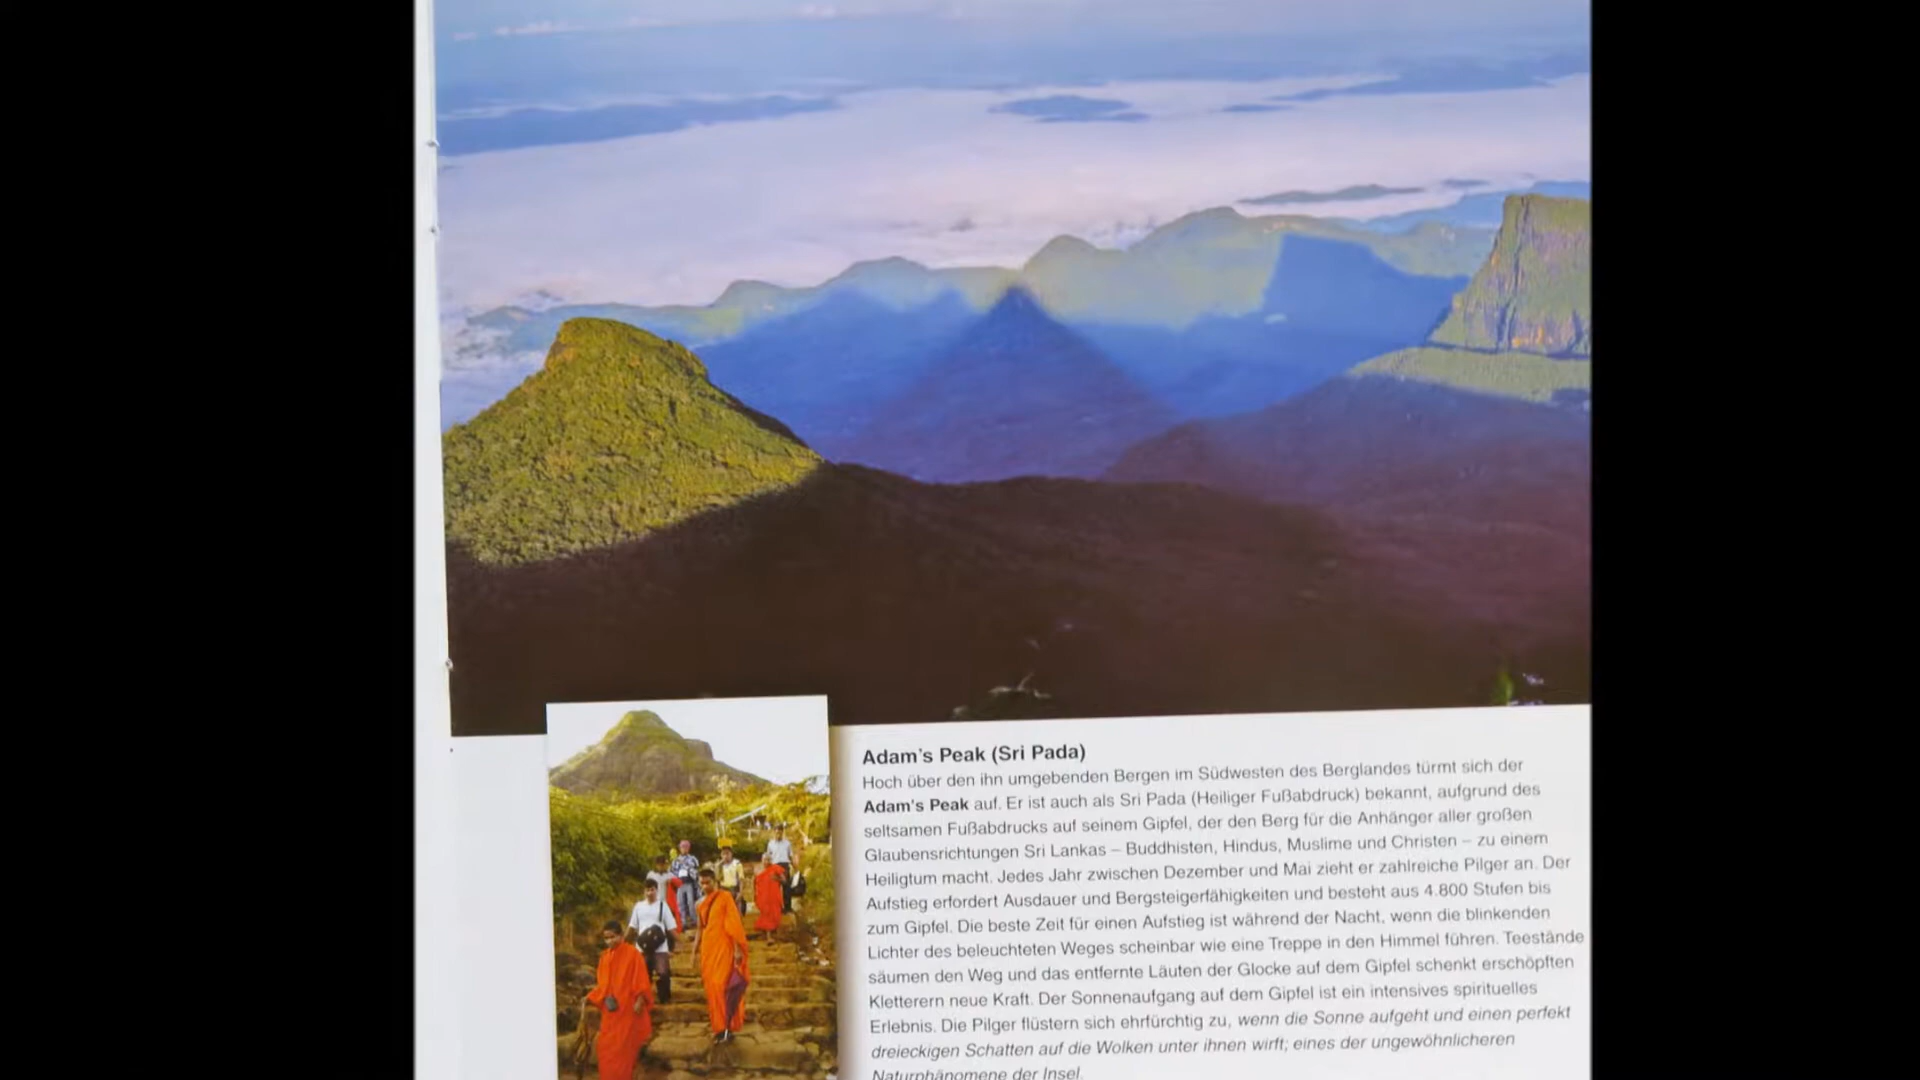 Adam's Peak (Sri Pada)
Hoch über den ihn umgebenden Bergen im Südwesten des Berglandes türmt sich der
Adam's Peak auf. Er ist auch als Sri Pada (Heiliger Fußabdruck) bekannt, aufgrund des
seltsamen Fußabdrucks auf seinem Gipfel, der den Berg für die Anhänger aller großen
Glaubensrichtungen Sri Lankas – Buddhisten, Hindus, Muslime und Christen – zu einem
Heiligtum macht. Jedes Jahr zwischen Dezember und Mai zieht er zahlreiche Pilger an. Der
Aufstieg erfordert Ausdauer und Bergsteigerfähigkeiten und besteht aus 4.800 Stufen bis
zum Gipfel. Die beste Zeit für einen Aufstieg ist während der Nacht, wenn die blinkenden
Lichter des beleuchteten Weges scheinbar wie eine Treppe in den Himmel führen. Teestände
säumen den Weg und das entfernte Läuten der Glocke auf dem Gipfel schenkt erschöpften
Kletterern neue Kraft. Der Sonnenaufgang auf dem Gipfel ist ein intensives spirituelles
Erlebnis. Die Pilger flüstern sich ehrfürchtig zu, wenn die Sonne aufgeht und einen perfekt
dreieckigen Schatten auf die Wolken unter ihnen wirft; eines der ungewöhnlicheren
Naturphänomene der Insel.